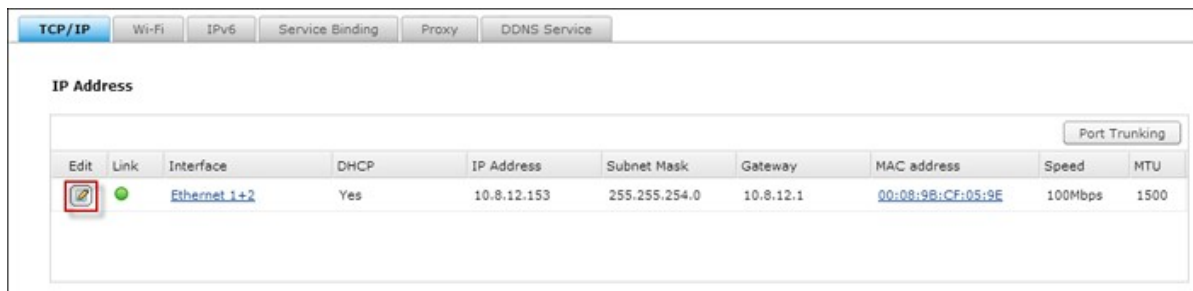 TCP/IP Wi-Fi IPv6 Service Binding Proxy DDNS Service
IP Address
Port Trunking
Edit Link Interface DHCP IP Address Subnet Mask Gateway MAC address Speed MTU
Ethernet 1+2 Yes 10.8.12.153 255.255.254.0 10.8.12.1 00:08:9B:CF:05:9E 100Mbps 1500